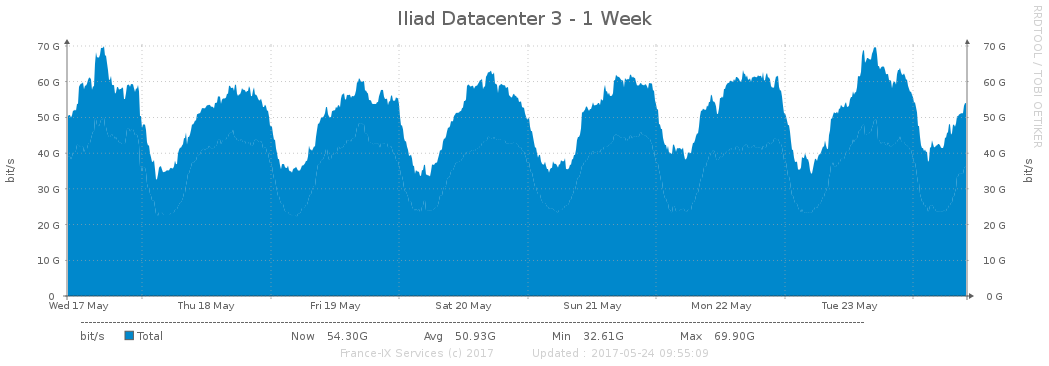 Iliad Datacenter 3 - 1 Week
RRDTOOL / TOBI OETIKER
70 G 70 G
60 G 60 G
50 G 50 G
40 G 40 G
bit/s bit/s
30 G 30 G
20 G 20 G
10 G 10 G
0 0 G
Wed 17 May Thu 18 May Fri 19 May Sat 20 May Sun 21 May Mon 22 May Tue 23 May
bit/s Total Now 54.30G Avg 50.93G Min 32.61G Max 69.90G
France-IX Services (c) 2017 Updated : 2017-05-24 09:55:09